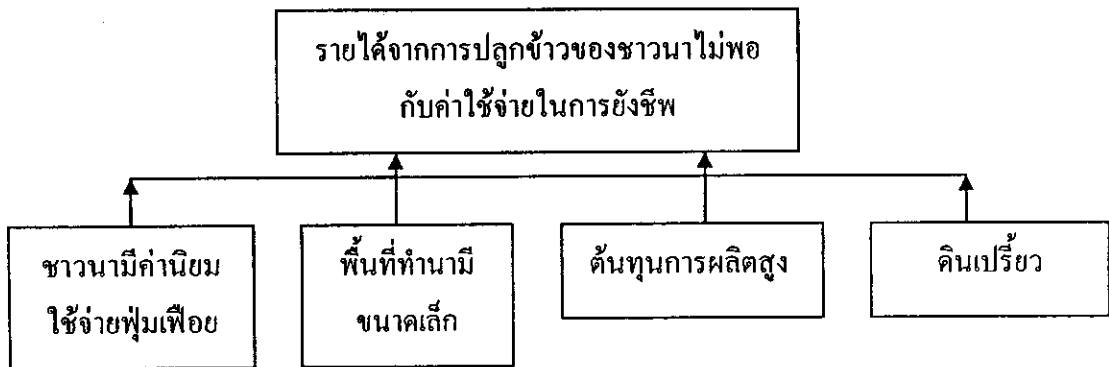 รายได้จากการปลูกข้าวของชาวนาไม่พอ
กับค่าใช้จ่ายในการยังชีพ
ชาวนามีค่านิยม
ใช้จ่ายฟุ่มเฟือย
พื้นที่ทำนามี
ขนาดเล็ก
ต้นทุนการผลิตสูง
ดินเปรี้ยว